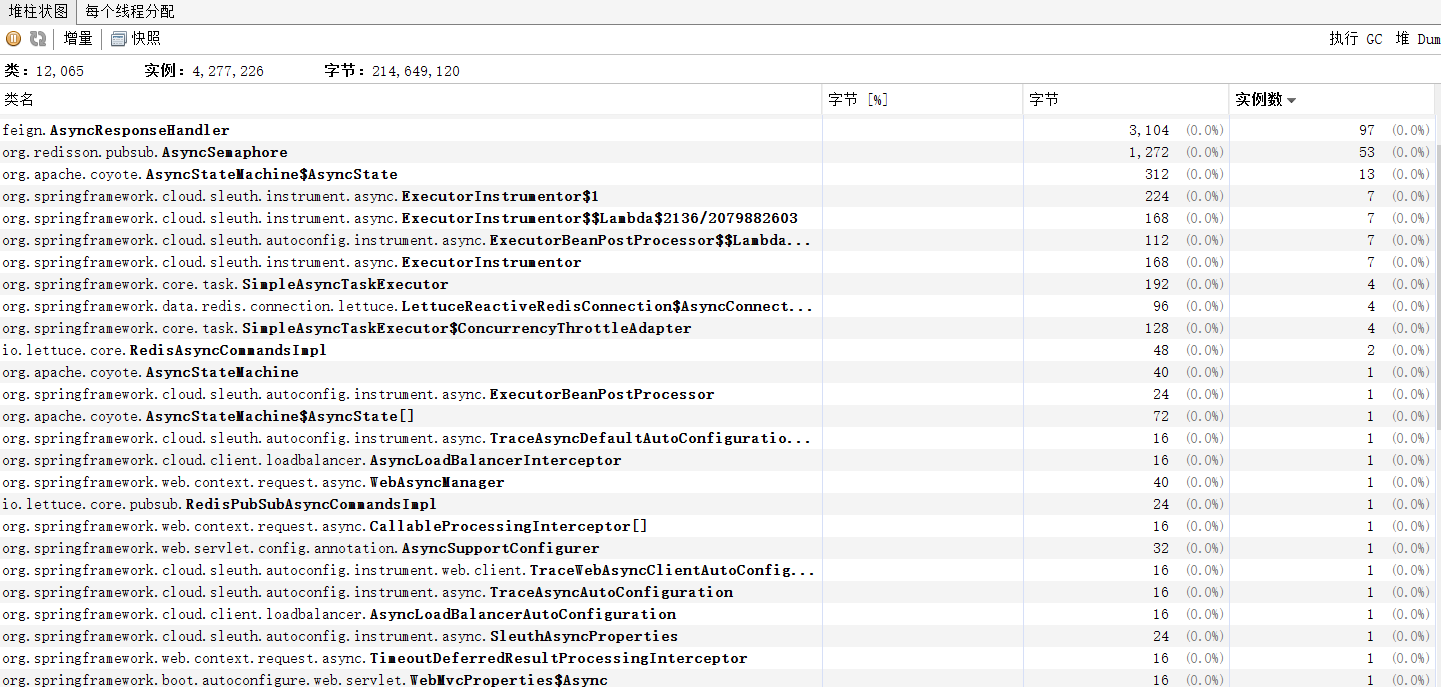 堆柱状图 每个线程分配
增量 快照 执行 GC 堆 Dum
类: 12,065 实例: 4,277,226 字节: 214,649,120
类名 字节 [%] 字节 实例数
feign.AsyncResponseHandler 3,104 (0.0%) 97 (0.0%)
org.redisson.pubsub.AsyncSemaphore 1,272 (0.0%) 53 (0.0%)
org.apache.coyote.AsyncStateMachine$AsyncState 312 (0.0%) 13 (0.0%)
org.springframework.cloud.sleuth.instrument.async.ExecutorInstrumentor$1 224 (0.0%) 7 (0.0%)
org.springframework.cloud.sleuth.instrument.async.ExecutorInstrumentor$$Lambda$2136/2079882603 168 (0.0%) 7 (0.0%)
org.springframework.cloud.sleuth.autoconfig.instrument.async.ExecutorBeanPostProcessor$$Lambda... 112 (0.0%) 7 (0.0%)
org.springframework.cloud.sleuth.instrument.async.ExecutorInstrumentor 168 (0.0%) 7 (0.0%)
org.springframework.core.task.SimpleAsyncTaskExecutor 192 (0.0%) 4 (0.0%)
org.springframework.data.redis.connection.lettuce.LettuceReactiveRedisConnection$AsyncConnect... 96 (0.0%) 4 (0.0%)
org.springframework.core.task.SimpleAsyncTaskExecutor$ConcurrencyThrottleAdapter 128 (0.0%) 4 (0.0%)
io.lettuce.core.RedisAsyncCommandsImpl 48 (0.0%) 2 (0.0%)
org.apache.coyote.AsyncStateMachine 40 (0.0%) 1 (0.0%)
org.springframework.cloud.sleuth.autoconfig.instrument.async.ExecutorBeanPostProcessor 24 (0.0%) 1 (0.0%)
org.apache.coyote.AsyncStateMachine$AsyncState[] 72 (0.0%) 1 (0.0%)
org.springframework.cloud.sleuth.autoconfig.instrument.async.TraceAsyncDefaultAutoConfiguratio... 16 (0.0%) 1 (0.0%)
org.springframework.cloud.client.loadbalancer.AsyncLoadBalancerInterceptor 16 (0.0%) 1 (0.0%)
org.springframework.web.context.request.async.WebAsyncManager 40 (0.0%) 1 (0.0%)
io.lettuce.core.pubsub.RedisPubSubAsyncCommandsImpl 24 (0.0%) 1 (0.0%)
org.springframework.web.context.request.async.CallableProcessingInterceptor[] 16 (0.0%) 1 (0.0%)
org.springframework.web.servlet.config.annotation.AsyncSupportConfigurer 32 (0.0%) 1 (0.0%)
org.springframework.cloud.sleuth.autoconfig.instrument.web.client.TraceWebAsyncClientAutoConfig... 16 (0.0%) 1 (0.0%)
org.springframework.cloud.sleuth.autoconfig.instrument.async.TraceAsyncAutoConfiguration 16 (0.0%) 1 (0.0%)
org.springframework.cloud.client.loadbalancer.AsyncLoadBalancerAutoConfiguration 16 (0.0%) 1 (0.0%)
org.springframework.cloud.sleuth.autoconfig.instrument.async.SleuthAsyncProperties 24 (0.0%) 1 (0.0%)
org.springframework.web.context.request.async.TimeoutDeferredResultProcessingInterceptor 16 (0.0%) 1 (0.0%)
org.springframework.boot.autoconfigure.web.servlet.WebMvcProperties$Async 16 (0.0%) 1 (0.0%)